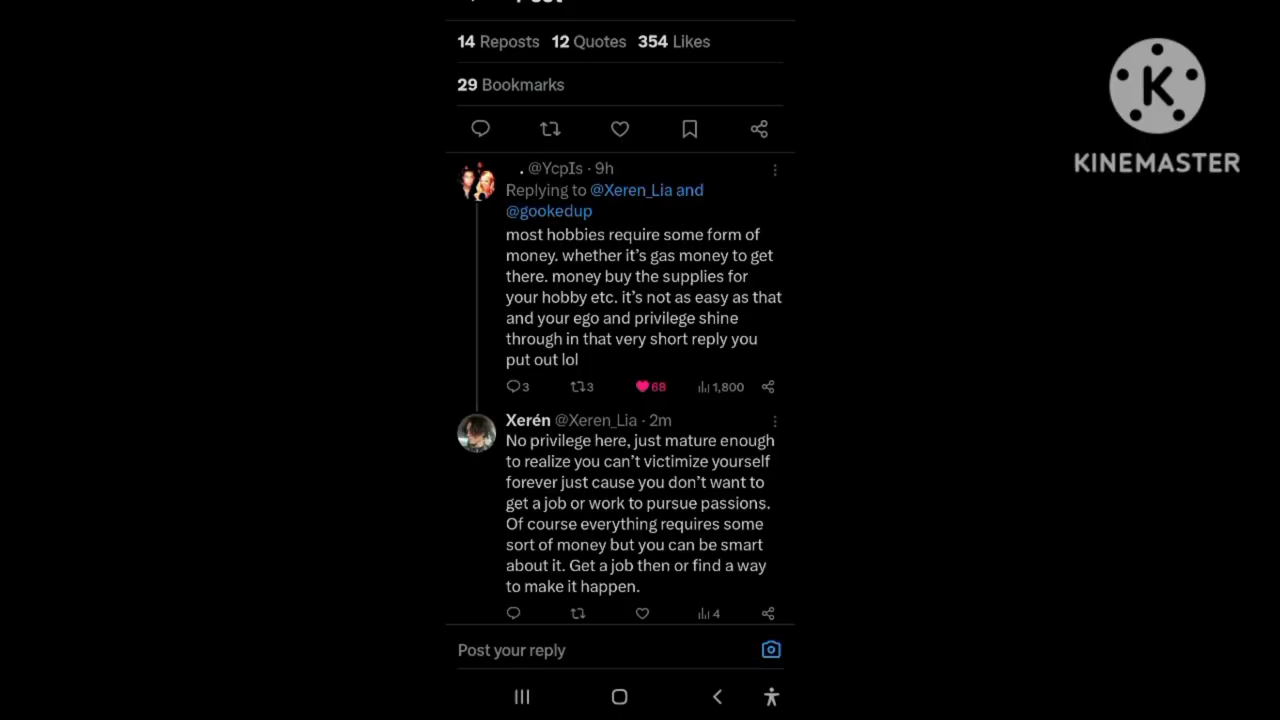 14 Reposts 12 Quotes 354 Likes
29 Bookmarks
K
KINEMASTER
. @YcpIs · 9h
Replying to @Xeren_Lia and
@gookedup
most hobbies require some form of
money. whether it's gas money to get
there. money buy the supplies for
your hobby etc. it's not as easy as that
and your ego and privilege shine
through in that very short reply you
put out lol
3 3 68 1,800
Xerén @Xeren_Lia · 2m
No privilege here, just mature enough
to realize you can't victimize yourself
forever just cause you don't want to
get a job or work to pursue passions.
Of course everything requires some
sort of money but you can be smart
about it. Get a job then or find a way
to make it happen.
4
Post your reply